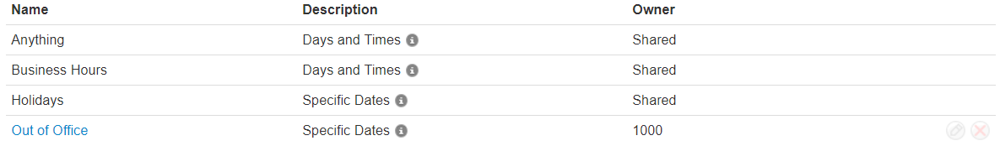 Name Description Owner
Anything Days and Times Shared
Business Hours Days and Times Shared
Holidays Specific Dates Shared
Out of Office Specific Dates 1000